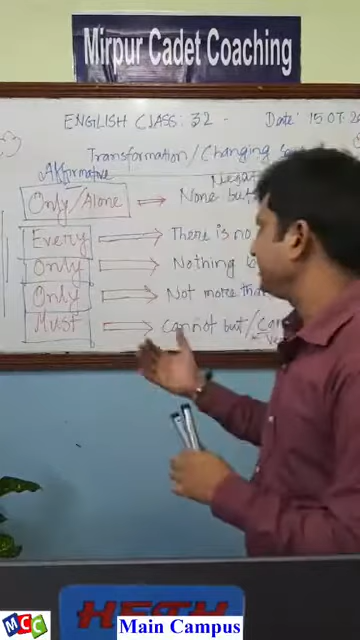 Mirpur Cadet Coaching
ENGLISH CLASS: 32 - Date: 15.07.20
Transformation/Changing
Affirmative
Only/Alone None but
Every There is no
Only Nothing
Only Not more than
Must Cannot but/Can
MCC
Main Campus